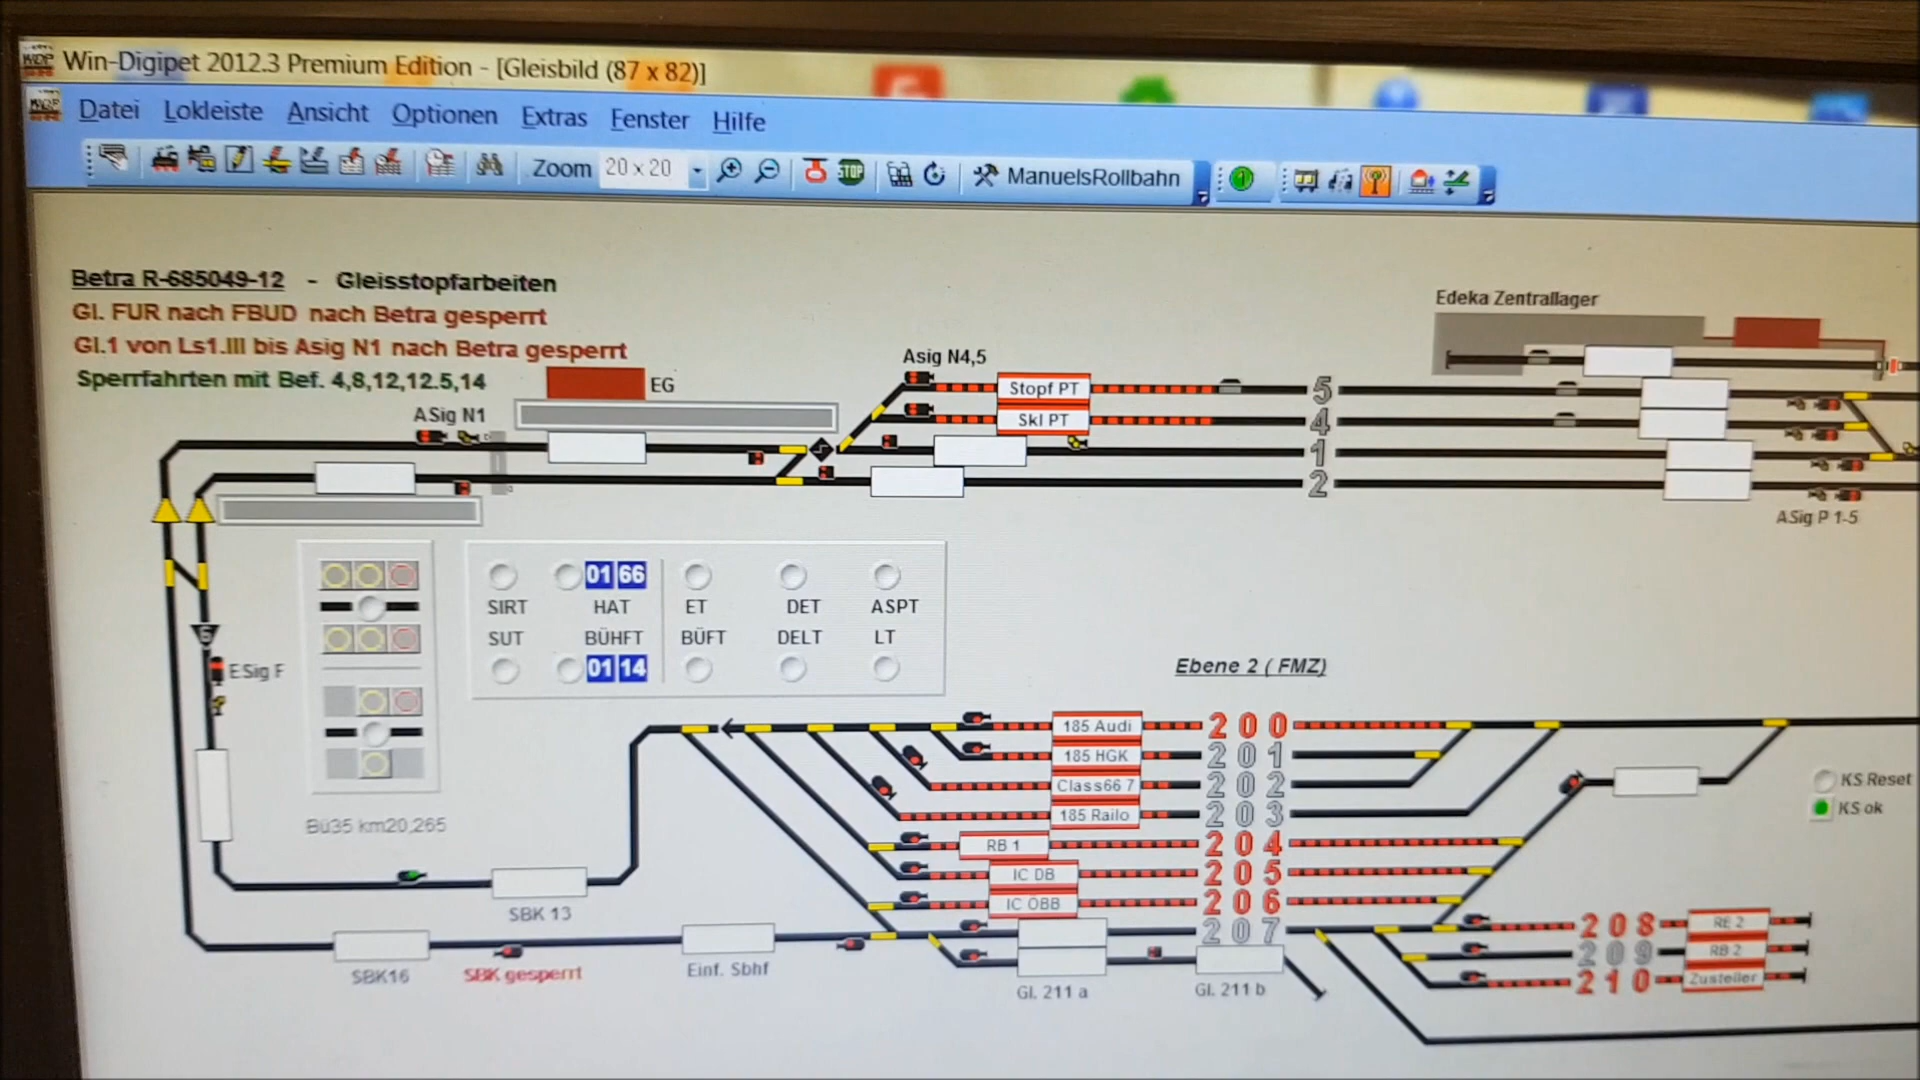 Win-Digipet 2012.3 Premium Edition - [Gleisbild (87 x 82)]
Datei Lokleiste Ansicht Optionen Extras Fenster Hilfe
Zoom 20 x 20 STOP ManuelsRollbahn
Betra R-685049-12 - Gleisstopfarbeiten
Gl. FUR nach FBUD nach Betra gesperrt
Gl.1 von Ls1.III bis Asig N1 nach Betra gesperrt
Sperrfahrten mit Bef. 4,8,12,12.5,14
Edeka Zentrallager
EG
Asig N4,5
ASig N1
Stopf PT 5
Skl PT 4
1
2
ASig P 1-5
01 66
SIRT HAT ET DET ASPT
SUT BÜHFT BÜFT DELT LT
01 14
6
ESig F
Bü35 km20,265
Ebene 2 ( FMZ)
185 Audi 200
185 HGK 201
Class66 7 202
185 Railo 203
RB 1 204
IC DB 205
IC ÖBB 206
207
KS Reset
KS ok
208 RE 2
209 RB 2
210 Zusteller
SBK 13
SBK16
SBK gesperrt
Einf. Sbhf
Gl. 211 a
Gl. 211 b